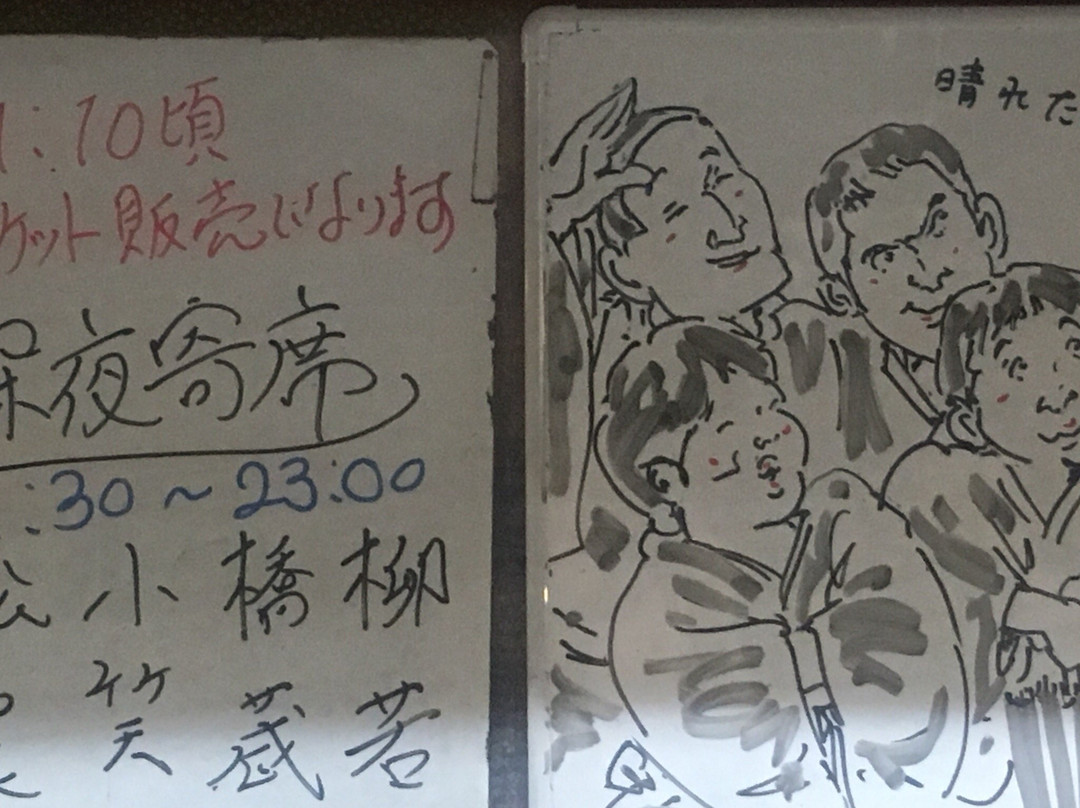 1:10頃
ケット販売になります
深夜寄席
:30~23:00
松 小 橋 柳
笑 蔵 若
晴れた